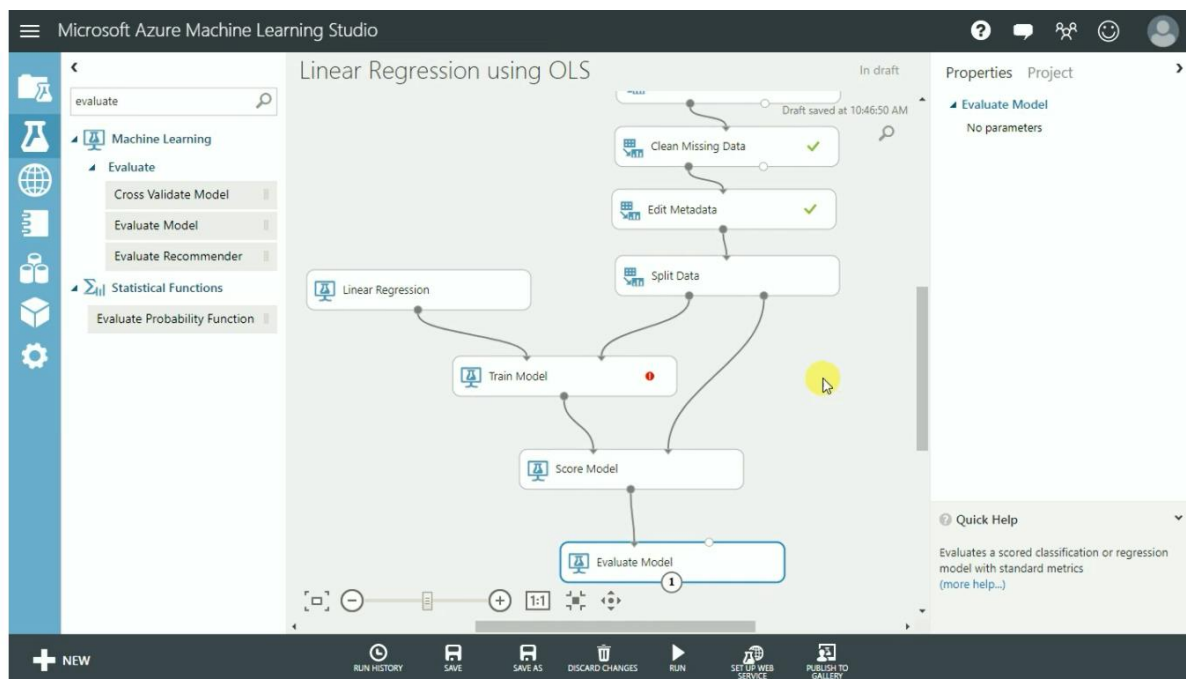 Microsoft Azure Machine Learning Studio
evaluate
Machine Learning
Evaluate
Cross Validate Model
Evaluate Model
Evaluate Recommender
Statistical Functions
Evaluate Probability Function
Linear Regression using OLS
In draft
Draft saved at 10:46:50 AM
Clean Missing Data
Edit Metadata
Split Data
Linear Regression
Train Model
Score Model
Evaluate Model
1
1:1
Properties Project
Evaluate Model
No parameters
Quick Help
Evaluates a scored classification or regression
model with standard metrics
(more help...)
NEW
RUN HISTORY
SAVE
SAVE AS
DISCARD CHANGES
RUN
SET UP WEB
SERVICE
PUBLISH TO
GALLERY